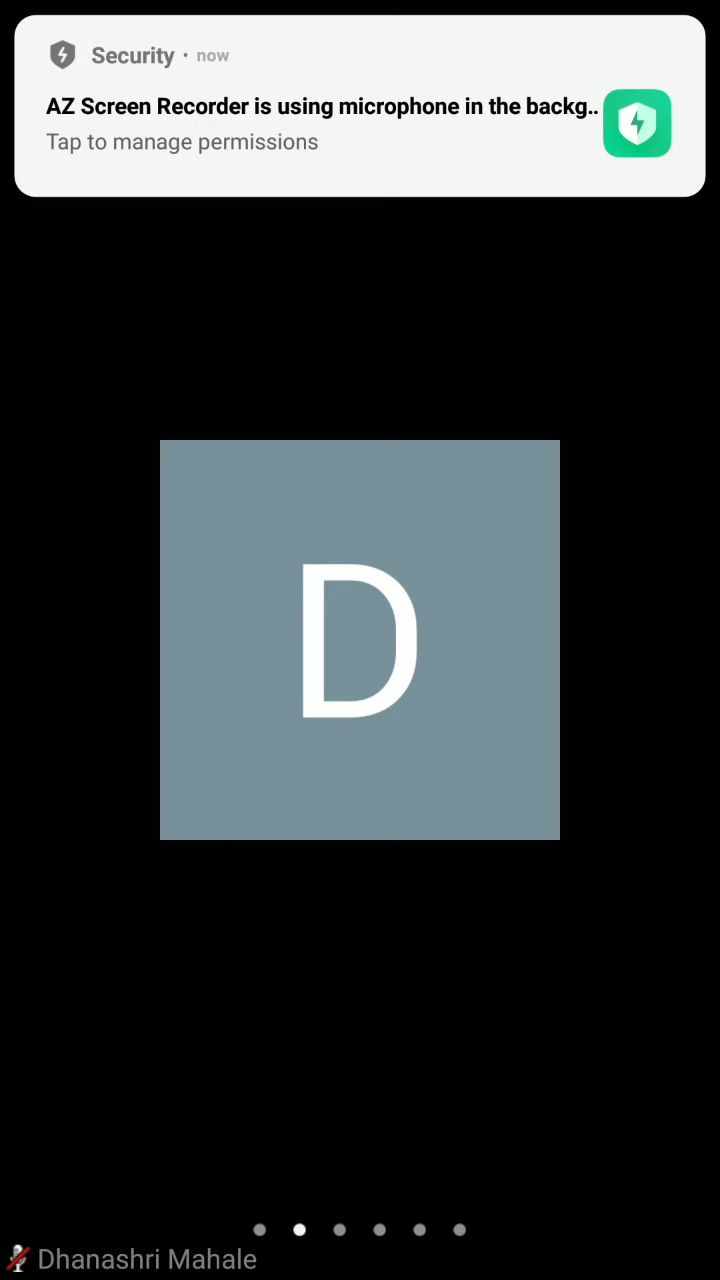 Security · now
AZ Screen Recorder is using microphone in the backg..
Tap to manage permissions
D
Dhanashri Mahale